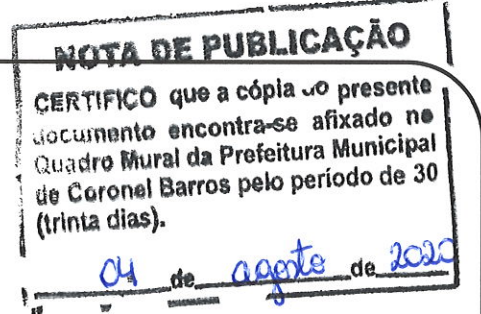 NOTA DE PUBLICAÇÃO
CERTIFICO que a cópia do presente
documento encontra-se afixado no
Quadro Mural da Prefeitura Municipal
de Coronel Barros pelo período de 30
(trinta dias).
04 de agosto de 2020